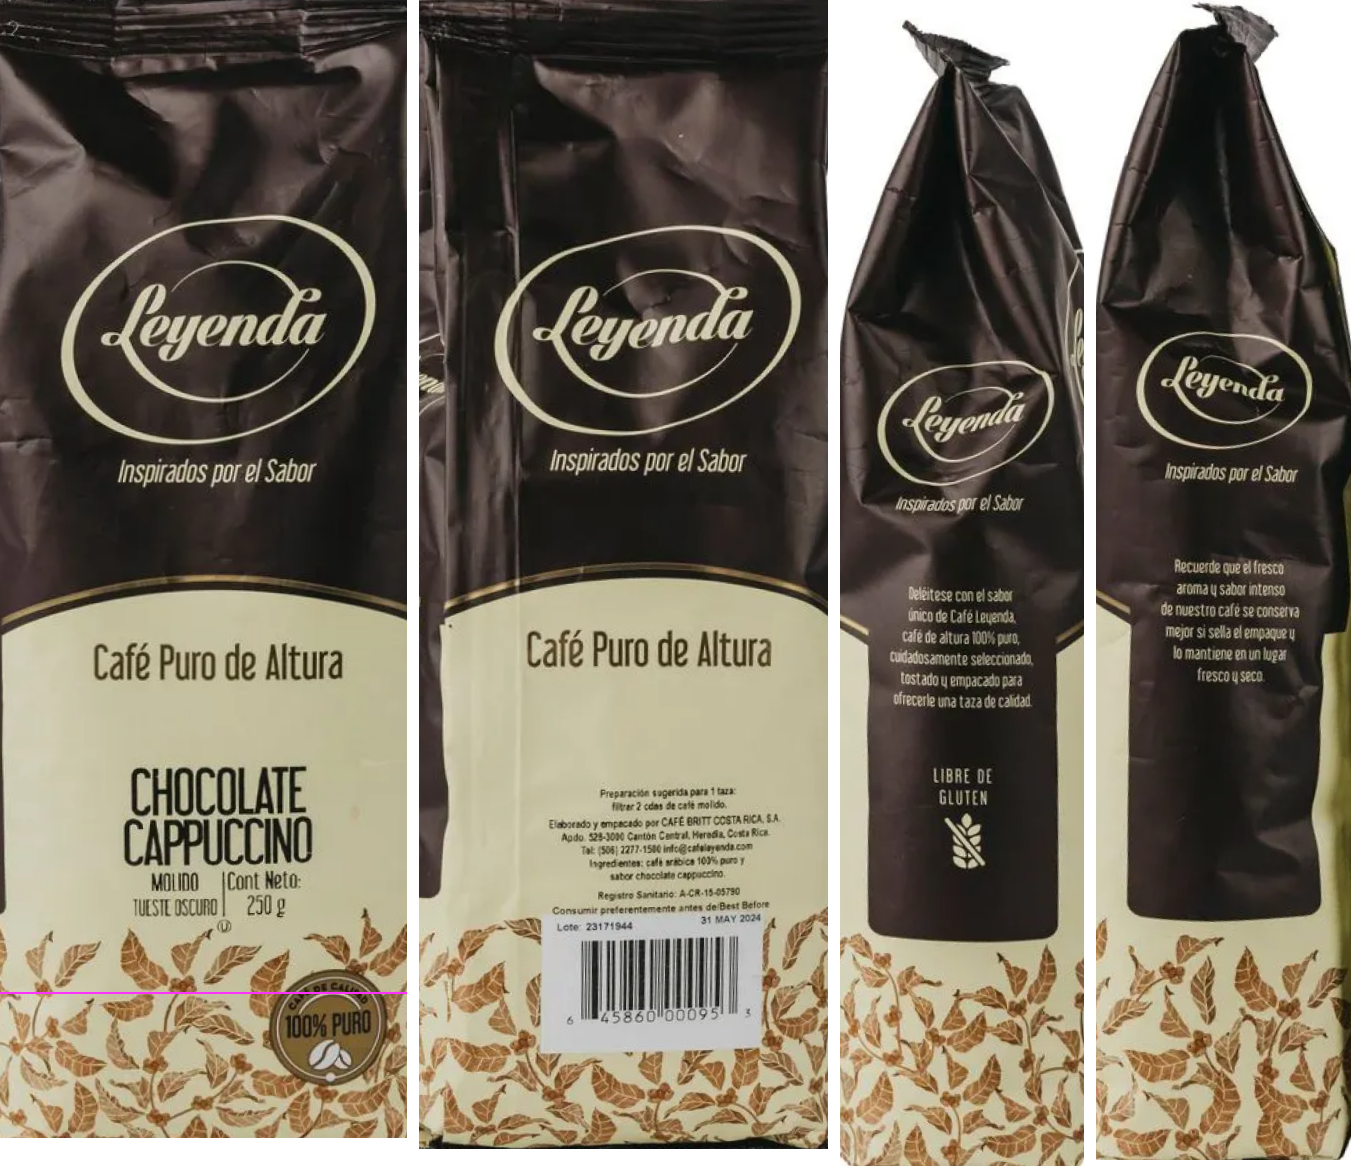 Leyenda
Inspirados por el Sabor
Café Puro de Altura
CHOCOLATE
CAPPUCCINO
MOLIDO
TUESTE OSCURO
Cont Neto:
250 g
U
CAFÉ DE CALIDAD
100% PURO
Leyenda
Inspirados por el Sabor
Café Puro de Altura
Preparación sugerida para 1 taza:
filtrar 2 cdas de café molido.
Elaborado y empacado por CAFÉ BRITT COSTA RICA, S.A.
Apdo. 528-3000 Cantón Central, Heredia, Costa Rica.
Tel: (506) 2277-1500 info@cafeleyenda.com
Ingredientes: café arábica 100% puro y
sabor chocolate cappuccino.
Registro Sanitario: A-CR-15-05790
Consumir preferentemente antes de/Best Before
Lote: 23171944 31 MAY 2024
6 45860 00095 3
Leyenda
Inspirados por el Sabor
Deléitese con el sabor
único de Café Leyenda,
café de altura 100% puro,
cuidadosamente seleccionado,
tostado y empacado para
ofrecerle una taza de calidad.
LIBRE DE
GLUTEN
Leyenda
Inspirados por el Sabor
Recuerde que el fresco
aroma y sabor intenso
de nuestro café se conserva
mejor si sella el empaque y
lo mantiene en un lugar
fresco y seco.